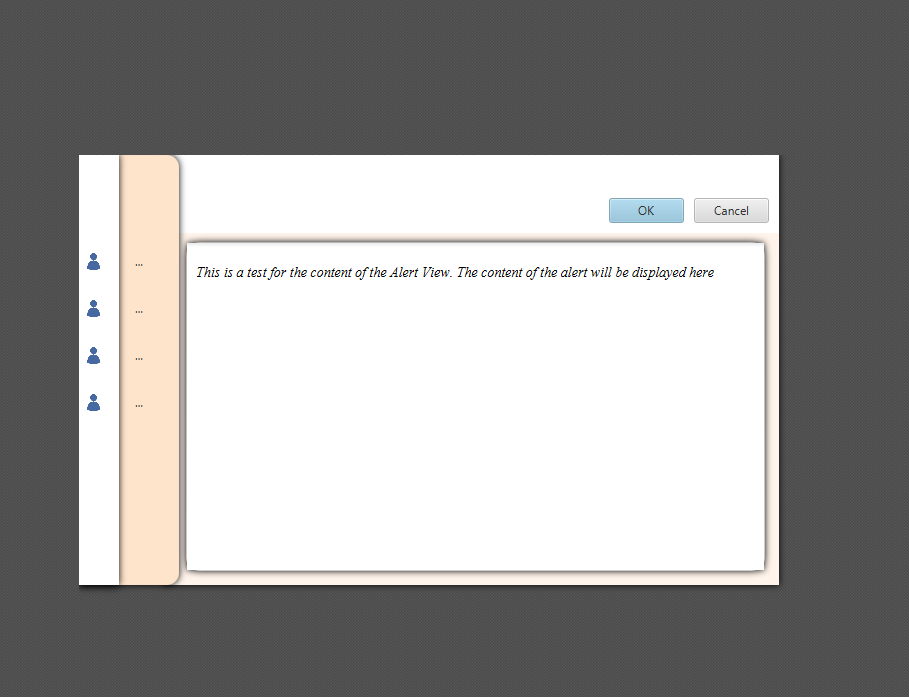 OK Cancel
...
This is a test for the content of the Alert View. The content of the alert will be displayed here
...
...
...